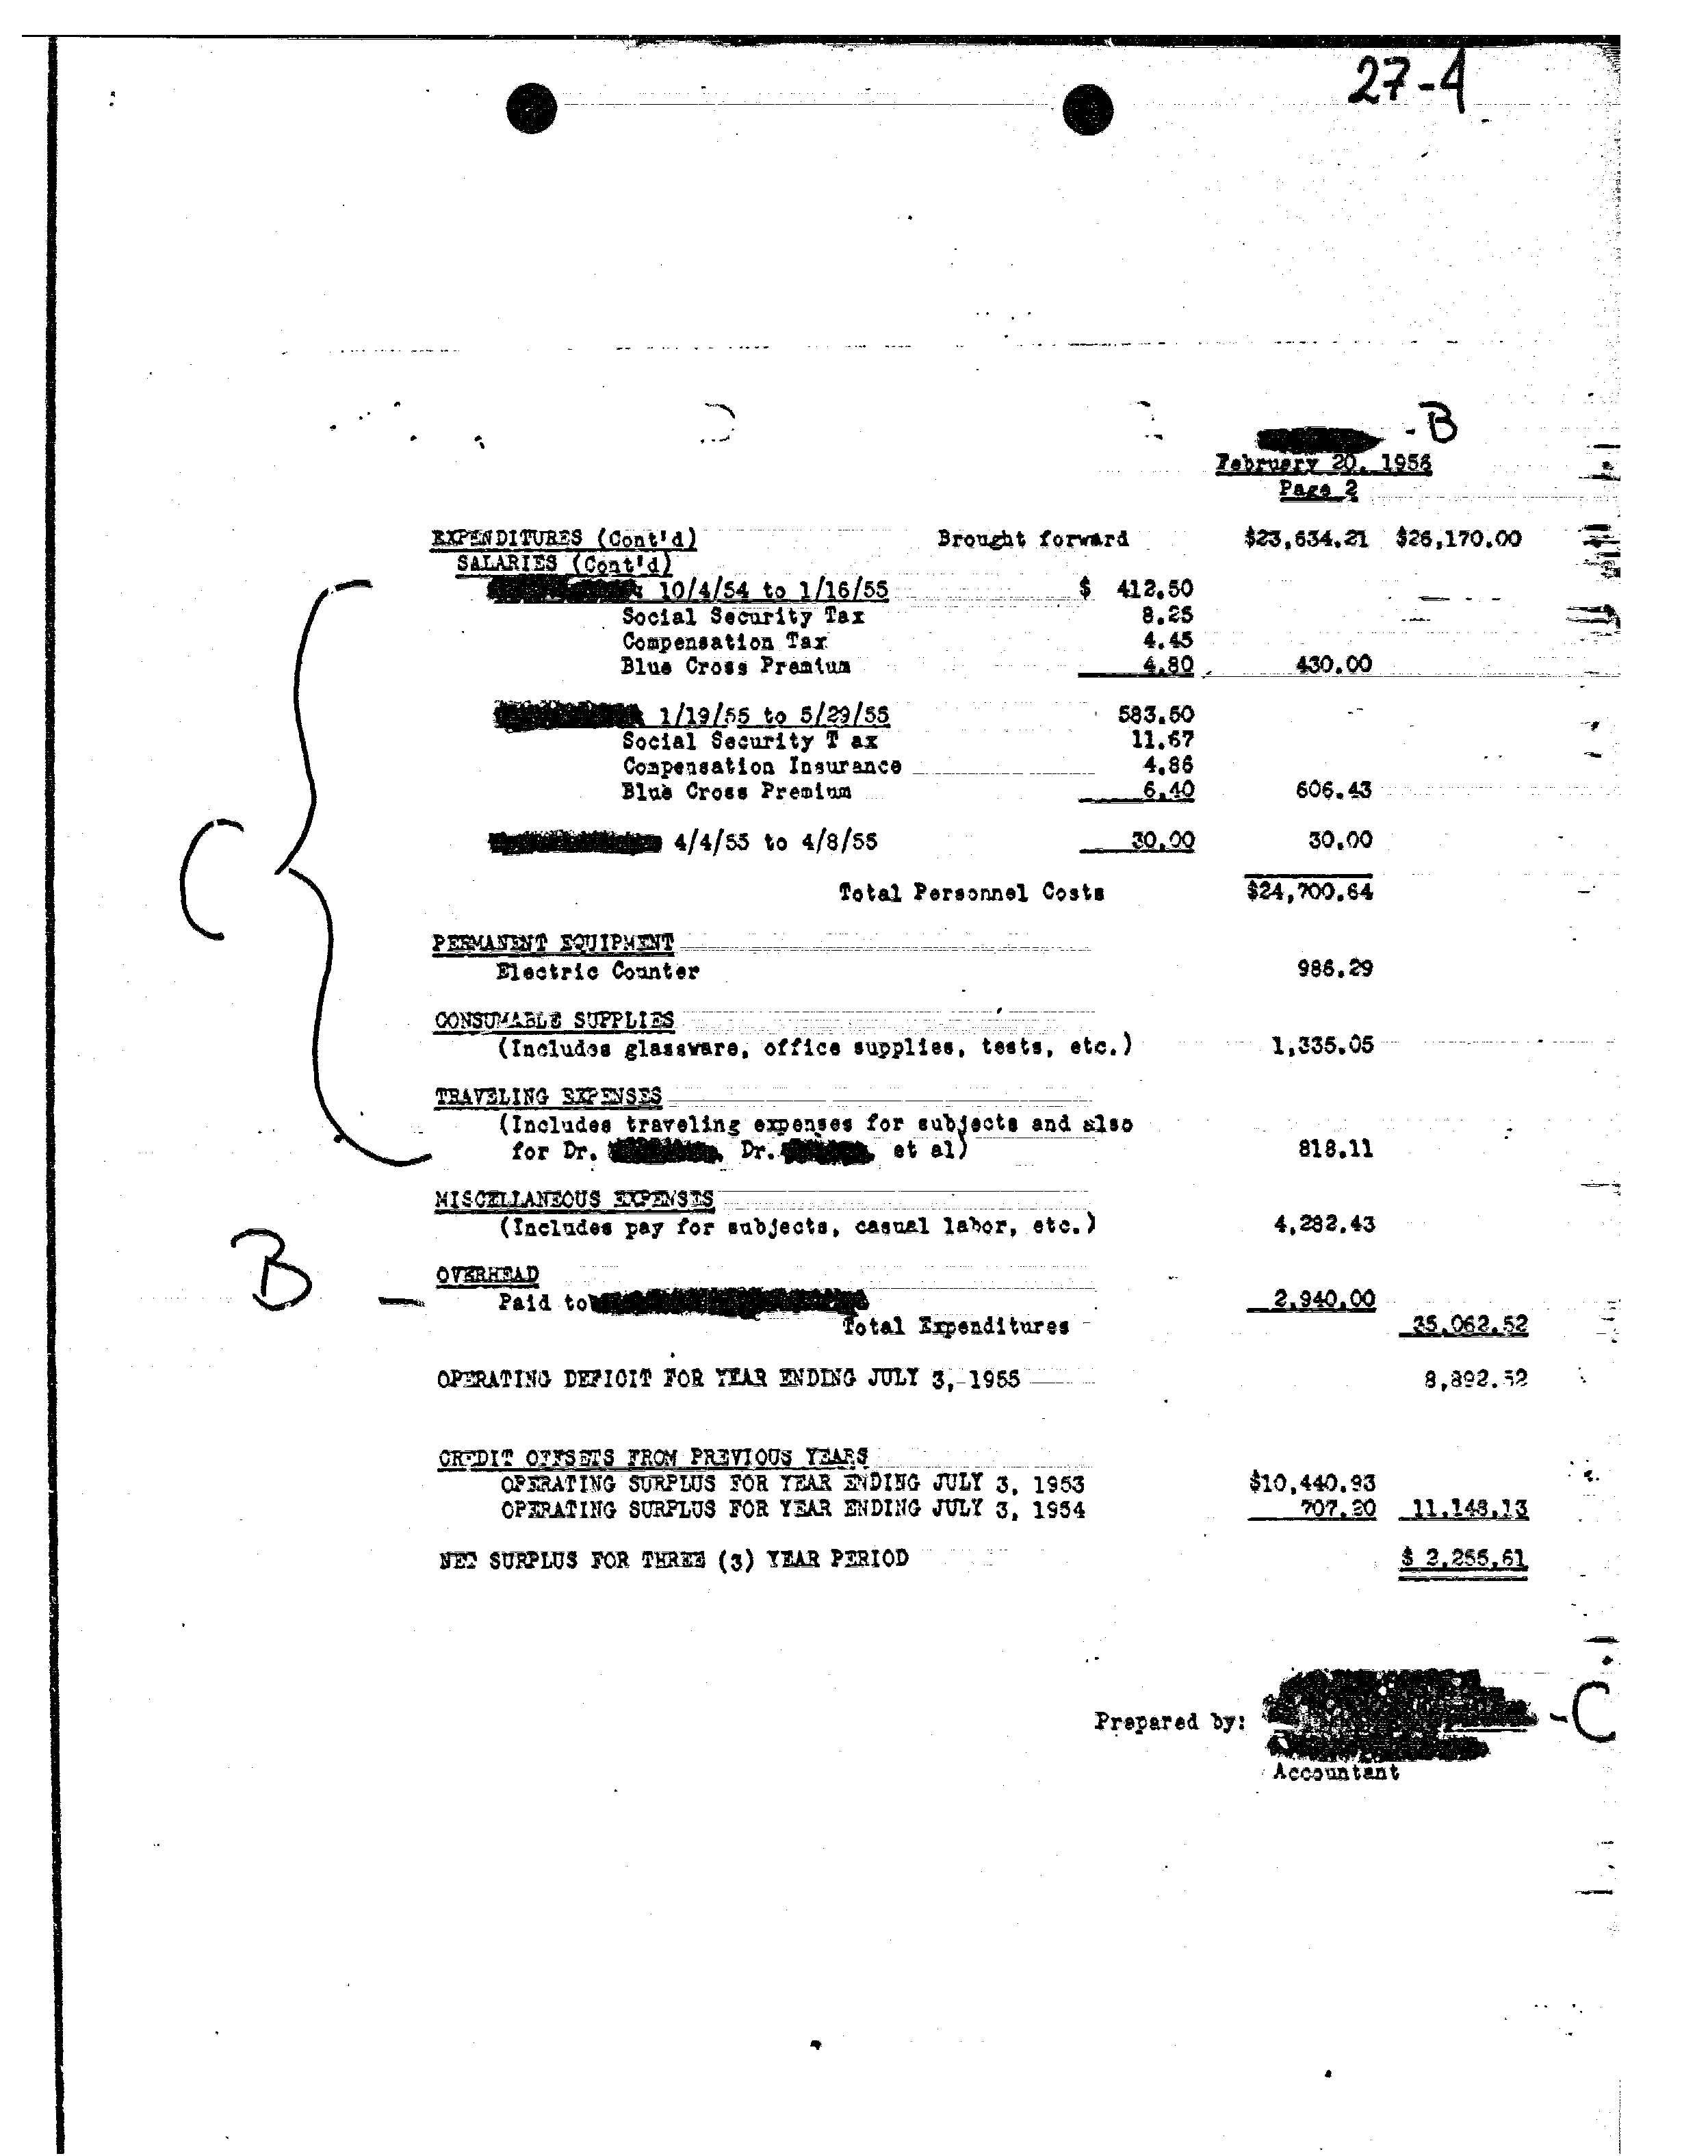 27-4
- B
February 20, 1956
Page 2
EXPENDITURES (Cont'd) Brought forward $23,634.21 $26,170.00
SALARIES (Cont'd)
: 10/4/54 to 1/16/55 $ 412.50
Social Security Tax 8.25
Compensation Tax 4.45
Blue Cross Premium 4.80 430.00
1/19/55 to 5/29/55 583.50
Social Security T ax 11.67
Compensation Insurance 4.86
Blue Cross Premium 6.40 606.43
C
4/4/55 to 4/8/55 30.00 30.00
Total Personnel Costs $24,700.64
PERMANENT EQUIPMENT
Electric Counter 986.29
CONSUMABLE SUPPLIES
(Includes glassware, office supplies, tests, etc.) 1,335.05
TRAVELING EXPENSES
(Includes traveling expenses for subjects and also
for Dr. , Dr. , et al) 818.11
MISCELLANEOUS EXPENSES
(Includes pay for subjects, casual labor, etc.) 4,282.43
B -
OVERHEAD
Paid to 2,940.00
Total Expenditures 35,062.52
OPERATING DEFICIT FOR YEAR ENDING JULY 3, 1955 8,892.52
CREDIT OFFSETS FROM PREVIOUS YEARS
OPERATING SURPLUS FOR YEAR ENDING JULY 3, 1953 $10,440.93
OPERATING SURPLUS FOR YEAR ENDING JULY 3, 1954 707.20 11,148.13
NET SURPLUS FOR THREE (3) YEAR PERIOD $ 2,255.61
Prepared by: - C
Accountant